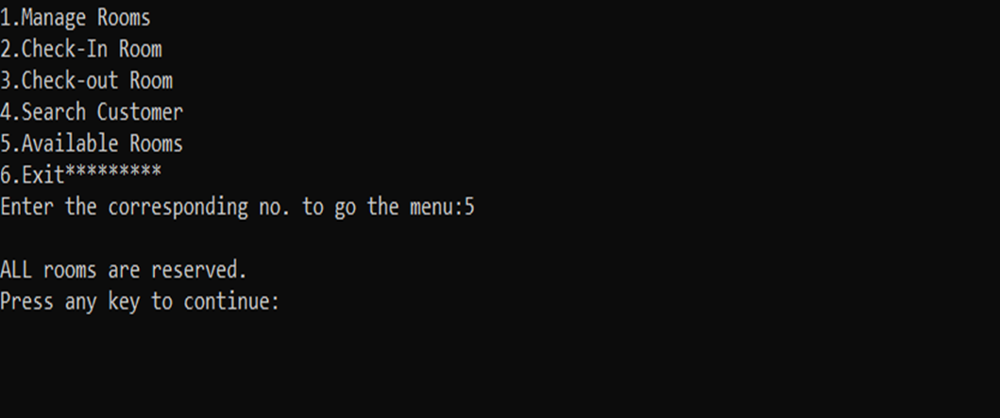 1.Manage Rooms
2.Check-In Room
3.Check-out Room
4.Search Customer
5.Available Rooms
6.Exit*********
Enter the corresponding no. to go the menu:5
ALL rooms are reserved.
Press any key to continue: